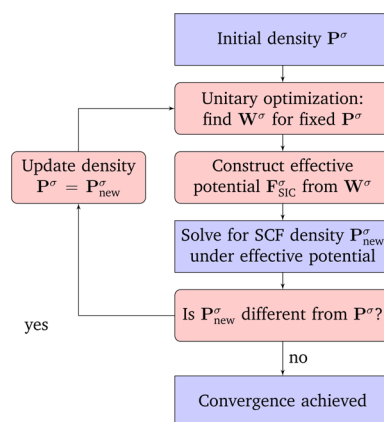 Initial density P^σ
Unitary optimization:
find W^σ for fixed P^σ
Update density
P^σ = P^σ_new
Construct effective
potential F^σ_SIC from W^σ
Solve for SCF density P^σ_new
under effective potential
Is P^σ_new different from P^σ?
yes
no
Convergence achieved